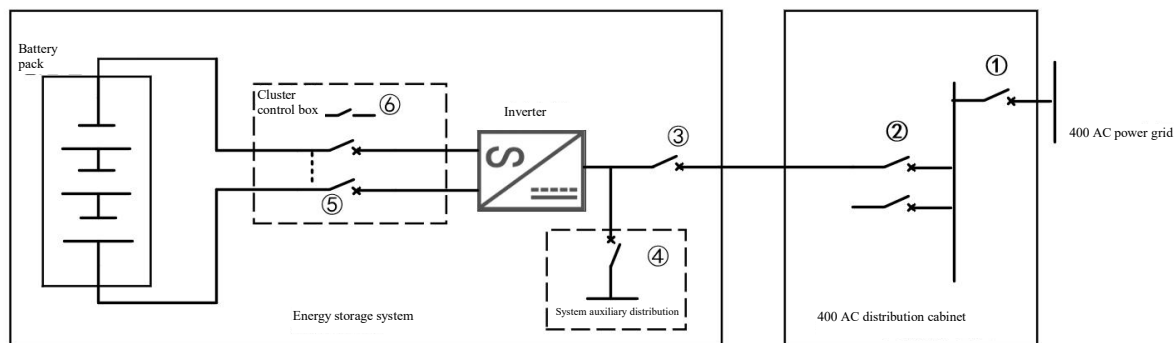 Battery
pack
Cluster
control box
⑥
⑤
Inverter
③
④
System auxiliary distribution
Energy storage system
②
①
400 AC power grid
400 AC distribution cabinet